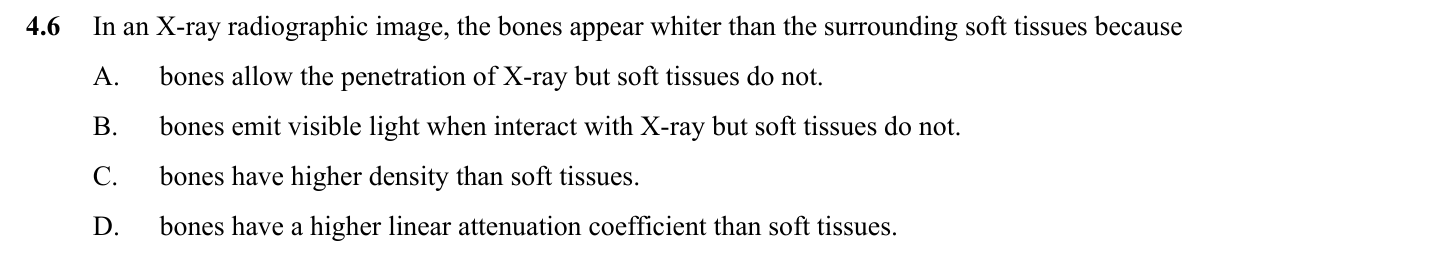 4.6 In an X-ray radiographic image, the bones appear whiter than the surrounding soft tissues because
A. bones allow the penetration of X-ray but soft tissues do not.
B. bones emit visible light when interact with X-ray but soft tissues do not.
C. bones have higher density than soft tissues.
D. bones have a higher linear attenuation coefficient than soft tissues.